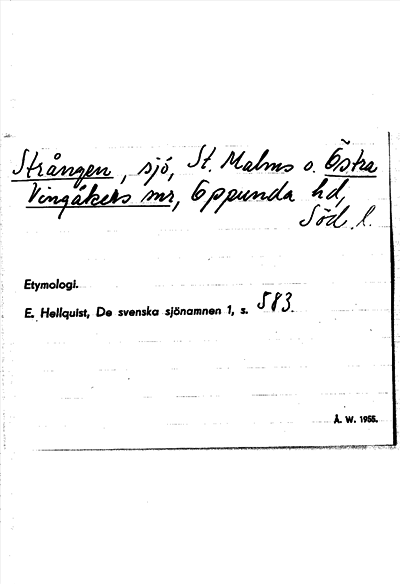 Strången, sjö, St. Malms o. Östra
Vingåkers snr, Oppunda hd,
Söd. l.
Etymologi.
E. Hellquist, De svenska sjönamnen 1, s. 583.
Å. W. 1955.